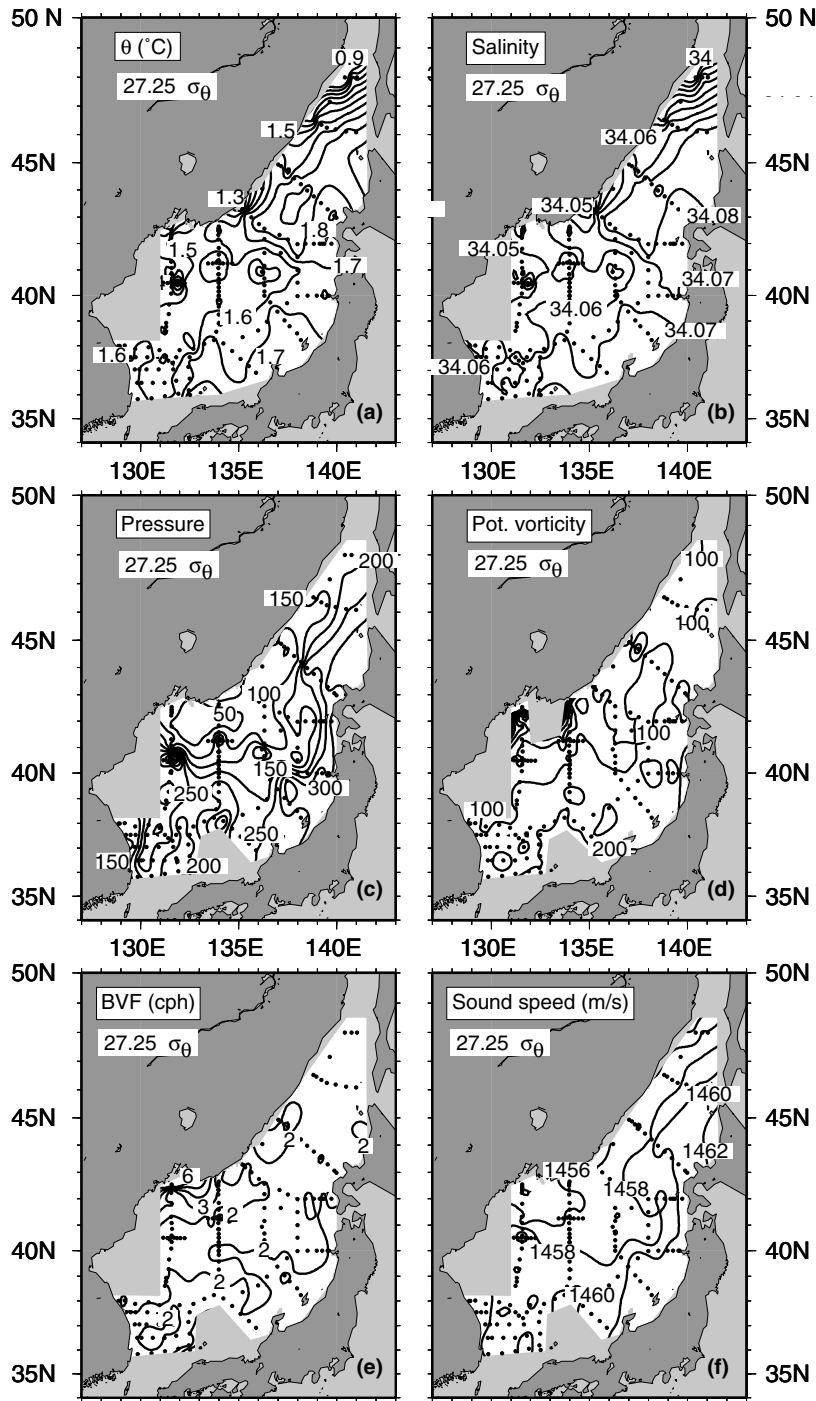 50 N
50 N
θ (˚C)
27.25 σθ
0.9
1.5
1.3
1.5
1.8
1.7
1.6
1.6
1.7
(a)
Salinity
27.25 σθ
34
34.06
34.05
34.08
34.05
34.07
34.06
34.07
34.06
(b)
45N
45N
40N
40N
35N
35N
130E
135E
140E
130E
135E
140E
50N
50N
Pressure
27.25 σθ
200
150
100
50
150
300
250
250
150
200
(c)
Pot. vorticity
27.25 σθ
100
100
100
100
200
(d)
45N
45N
40N
40N
35N
35N
130E
135E
140E
130E
135E
140E
50N
50N
BVF (cph)
27.25 σθ
2
2
6
3
2
2
2
2
(e)
Sound speed (m/s)
27.25 σθ
1460
1462
1456
1458
1458
1460
(f)
45N
45N
40N
40N
35N
35N